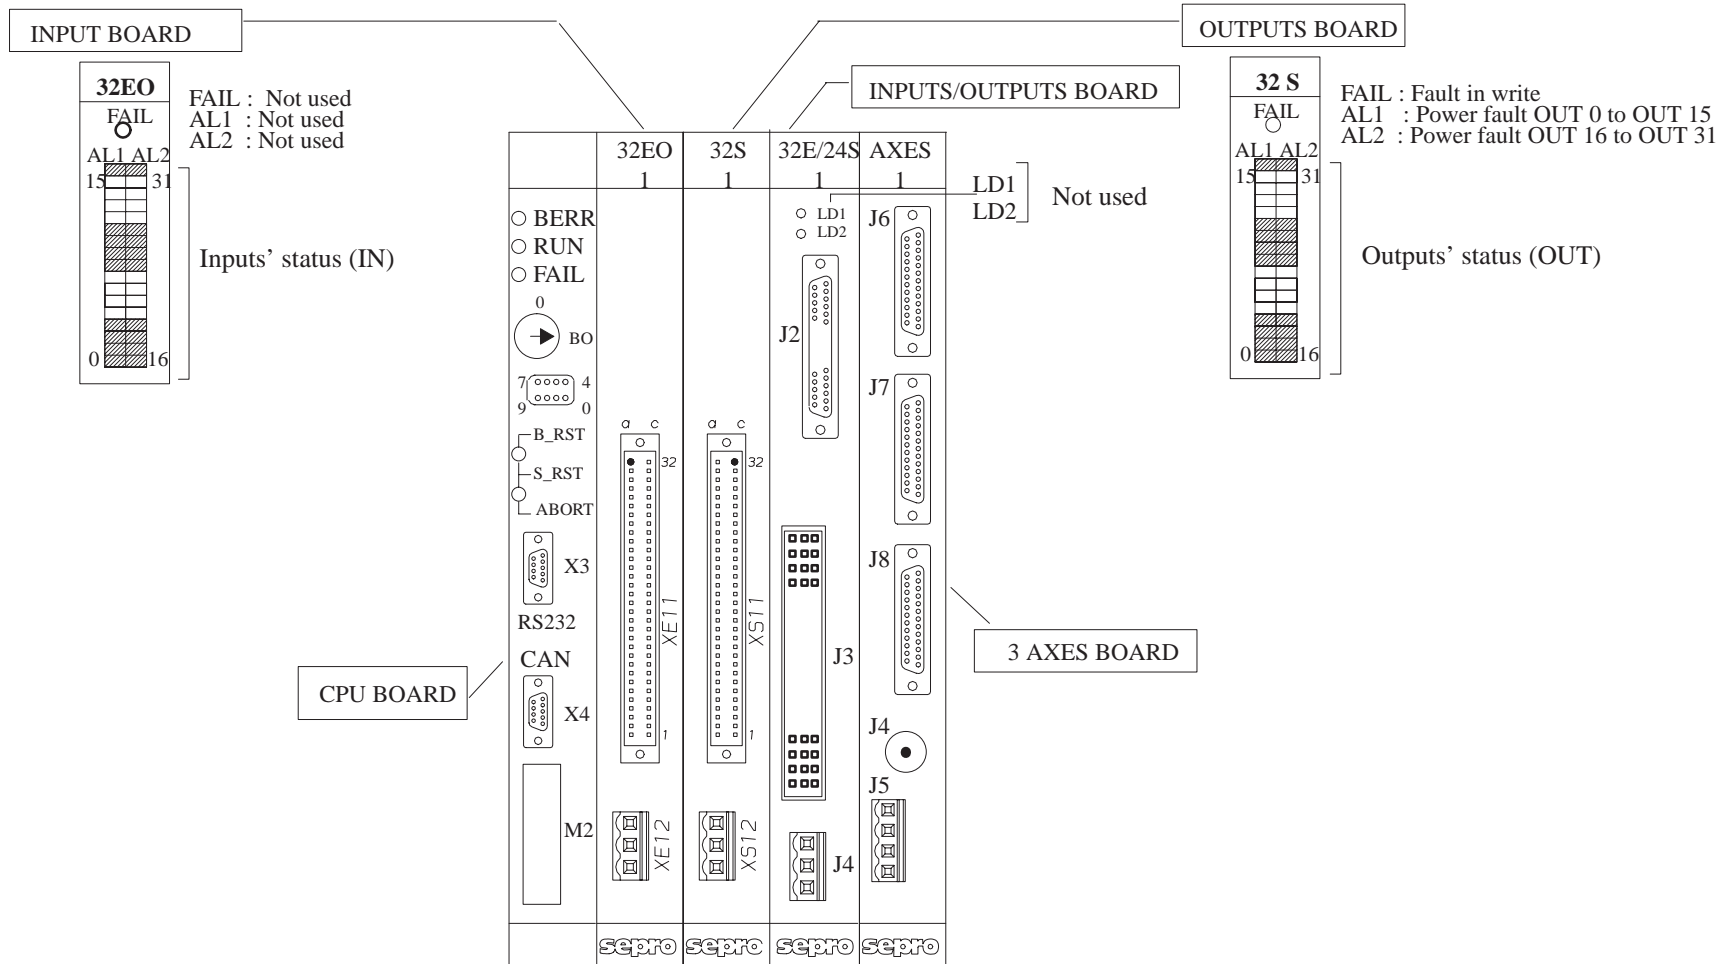 INPUT BOARD
32EO
FAIL
AL1 AL2
15 31
0 16
FAIL : Not used
AL1 : Not used
AL2 : Not used
Inputs’ status (IN)
OUTPUTS BOARD
INPUTS/OUTPUTS BOARD
32 S
FAIL
AL1 AL2
15 31
0 16
FAIL : Fault in write
AL1 : Power fault OUT 0 to OUT 15
AL2 : Power fault OUT 16 to OUT 31
Outputs’ status (OUT)
LD1
LD2
Not used
CPU BOARD
3 AXES BOARD
BERR
RUN
FAIL
0
BO
7 4
9 0
B_RST
S_RST
ABORT
X3
RS232
CAN
X4
M2
32EO
1
a c
32
XE11
1
XE12
sepro
32S
1
a c
32
XS11
1
XS12
sepro
32E/24S
1
LD1
LD2
J2
J3
J4
sepro
AXES
1
J6
J7
J8
J4
J5
sepro